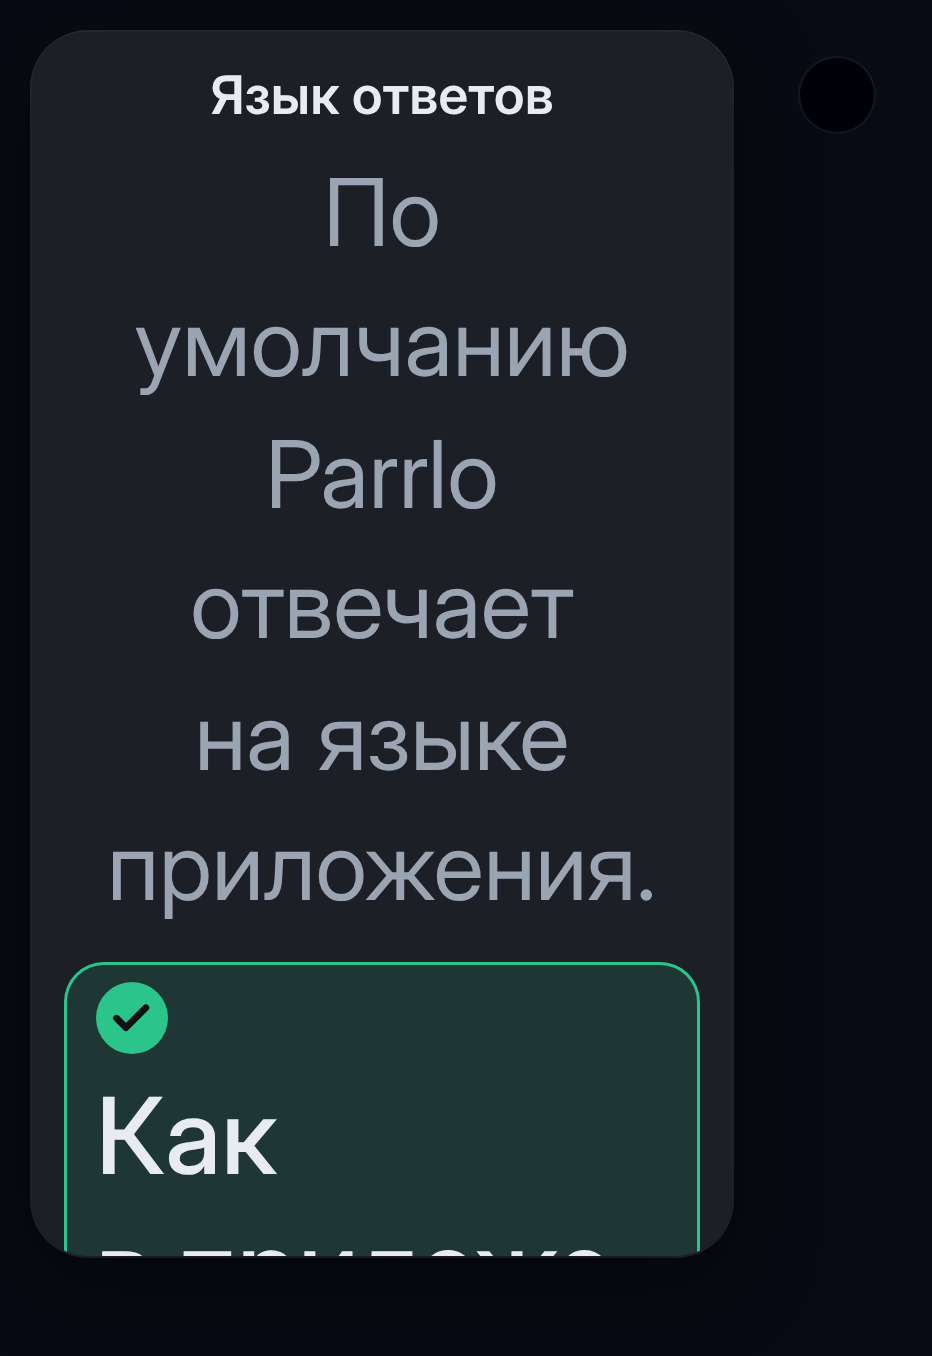 Язык ответов
По
умолчанию
Parrlo
отвечает
на языке
приложения.
Как